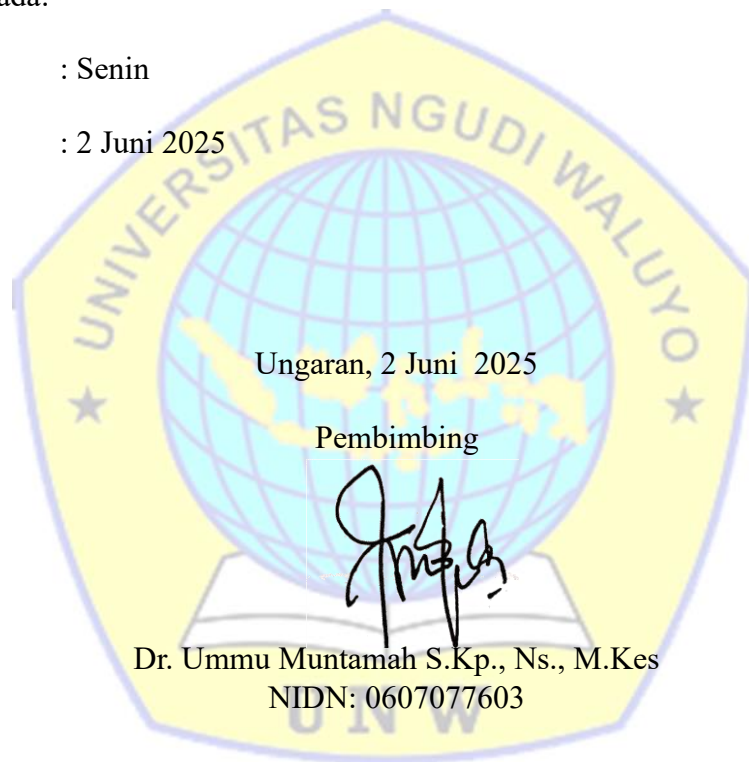 : Senin
: 2 Juni 2025
UNIVERSITAS NGUDI WALUYO
Ungaran, 2 Juni 2025
Pembimbing
Dr. Ummu Muntamah S.Kp., Ns., M.Kes
NIDN: 0607077603
UNW